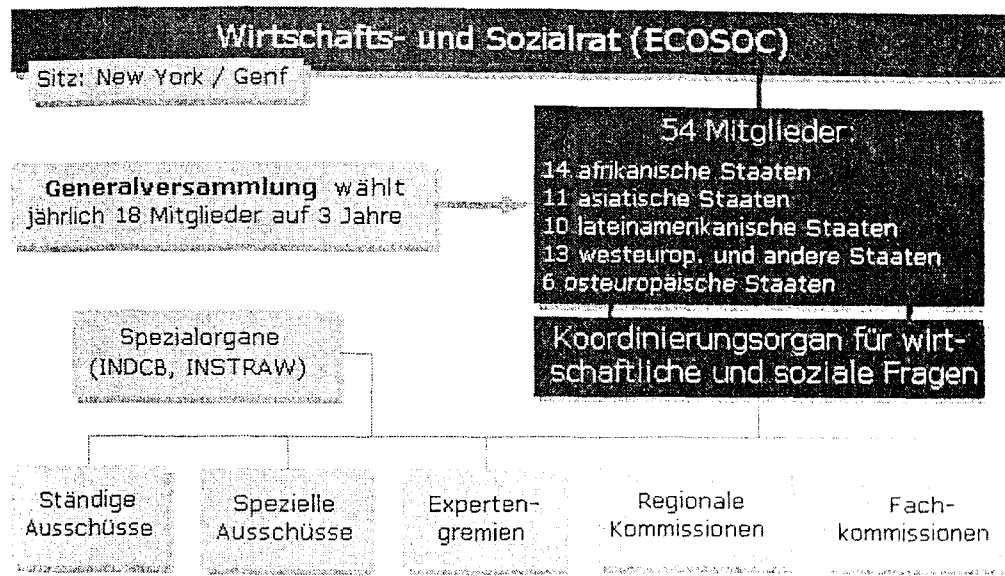 Wirtschafts- und Sozialrat (ECOSOC)
Sitz: New York / Genf
54 Mitglieder:
14 afrikanische Staaten
11 asiatische Staaten
10 lateinamerikanische Staaten
13 westeurop. und andere Staaten
6 osteuropäische Staaten
Generalversammlung wählt
jährlich 18 Mitglieder auf 3 Jahre
Koordinierungsorgan für wirt-
schaftliche und soziale Fragen
Spezialorgane
(INDCB, INSTRAW)
Ständige
Ausschüsse
Spezielle
Ausschüsse
Experten-
gremien
Regionale
Kommissionen
Fach-
kommissionen